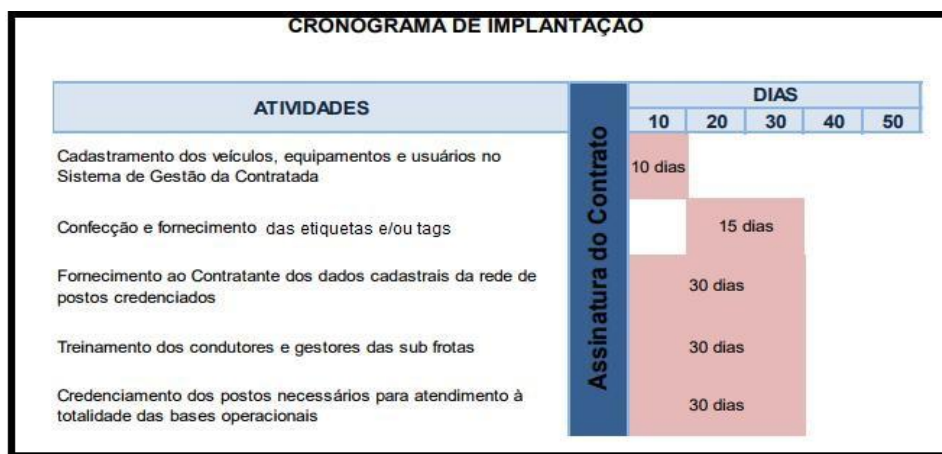 CRONOGRAMA DE IMPLANTAÇÃO
ATIVIDADES
Assinatura do Contrato
DIAS
10 20 30 40 50
Cadastramento dos veículos, equipamentos e usuários no
Sistema de Gestão da Contratada
10 dias
Confecção e fornecimento das etiquetas e/ou tags
15 dias
Fornecimento ao Contratante dos dados cadastrais da rede de
postos credenciados
30 dias
Treinamento dos condutores e gestores das sub frotas
30 dias
Credenciamento dos postos necessários para atendimento à
totalidade das bases operacionais
30 dias